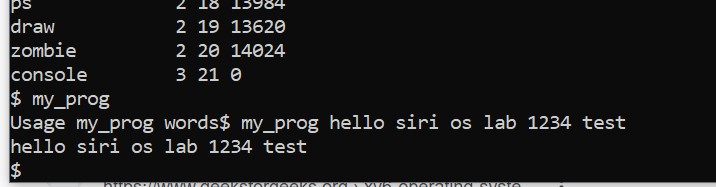 ps 2 18 13984
draw 2 19 13620
zombie 2 20 14024
console 3 21 0
$ my_prog
Usage my_prog words$ my_prog hello siri os lab 1234 test
hello siri os lab 1234 test
$
https://www.geeksforgeeks.org › xv6-operating-syste...